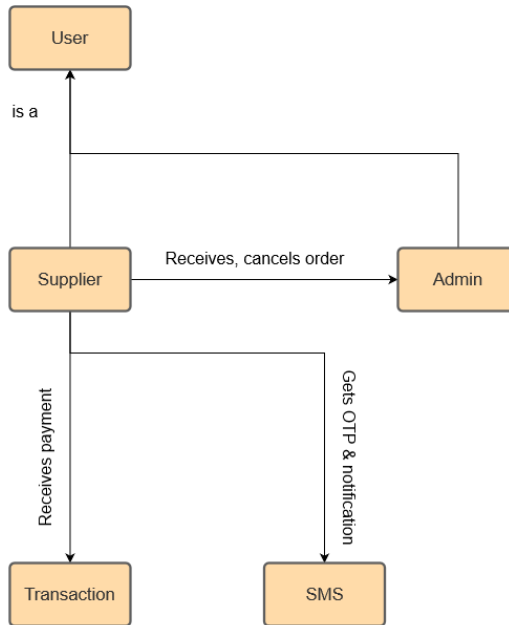 User
is a
Receives, cancels order
Supplier
Admin
Receives payment
Gets OTP & notification
Transaction
SMS